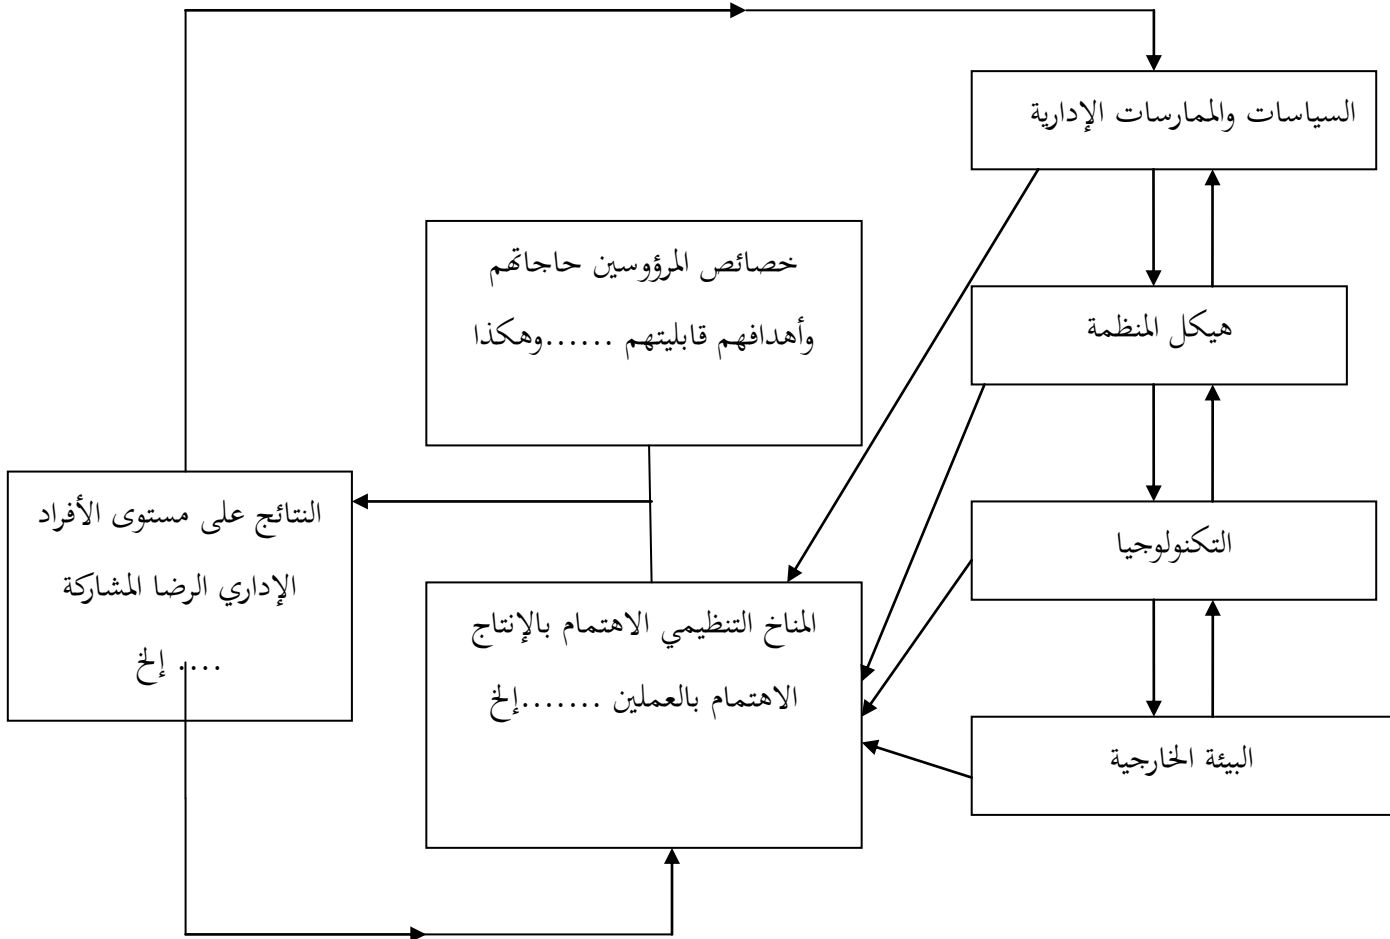 السياسات والممارسات الإدارية
خصائص المرؤوسين حاجاتهم
وأهدافهم قابليتهم ......وهكذا
هيكل المنظمة
النتائج على مستوى الأفراد
الإداري الرضا المشاركة
.... إلخ
التكنولوجيا
المناخ التنظيمي الاهتمام بالإنتاج
الاهتمام بالعملين .......إلخ
البيئة الخارجية